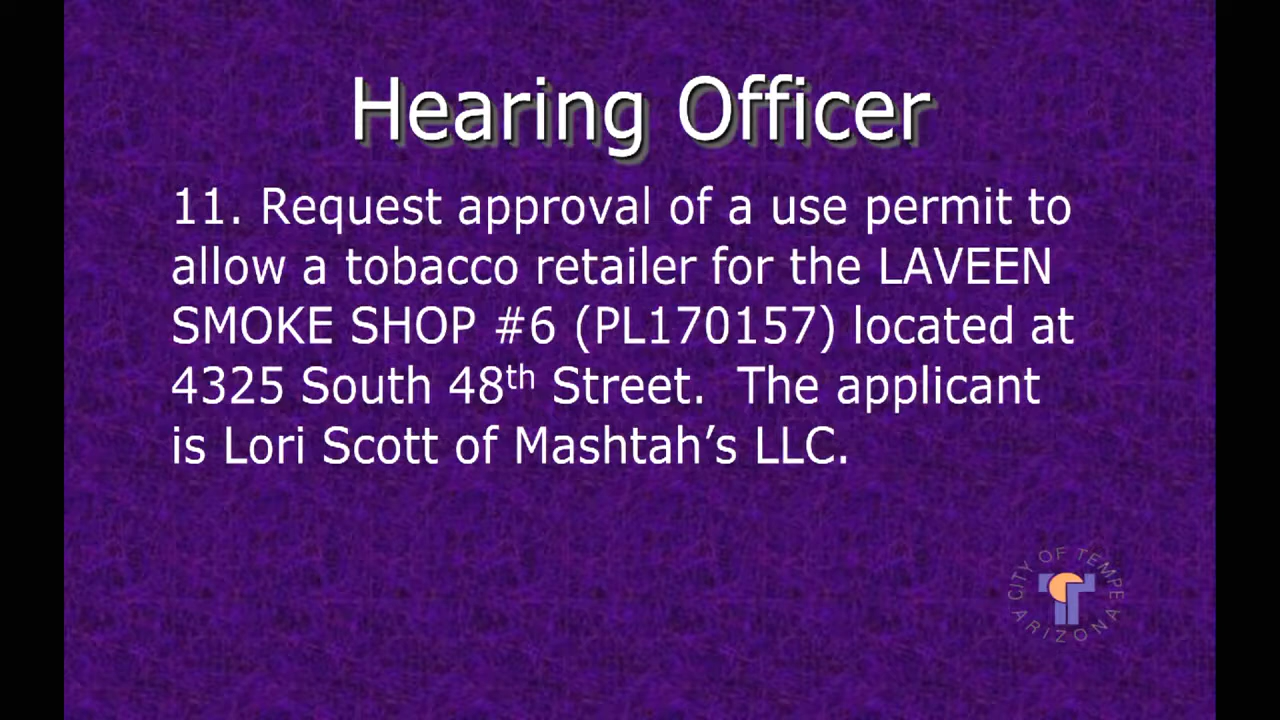 Hearing Officer
11. Request approval of a use permit to
allow a tobacco retailer for the LAVEEN
SMOKE SHOP #6 (PL170157) located at
4325 South 48th Street.  The applicant
is Lori Scott of Mashtah’s LLC.
CITY OF TEMPE
ARIZONA